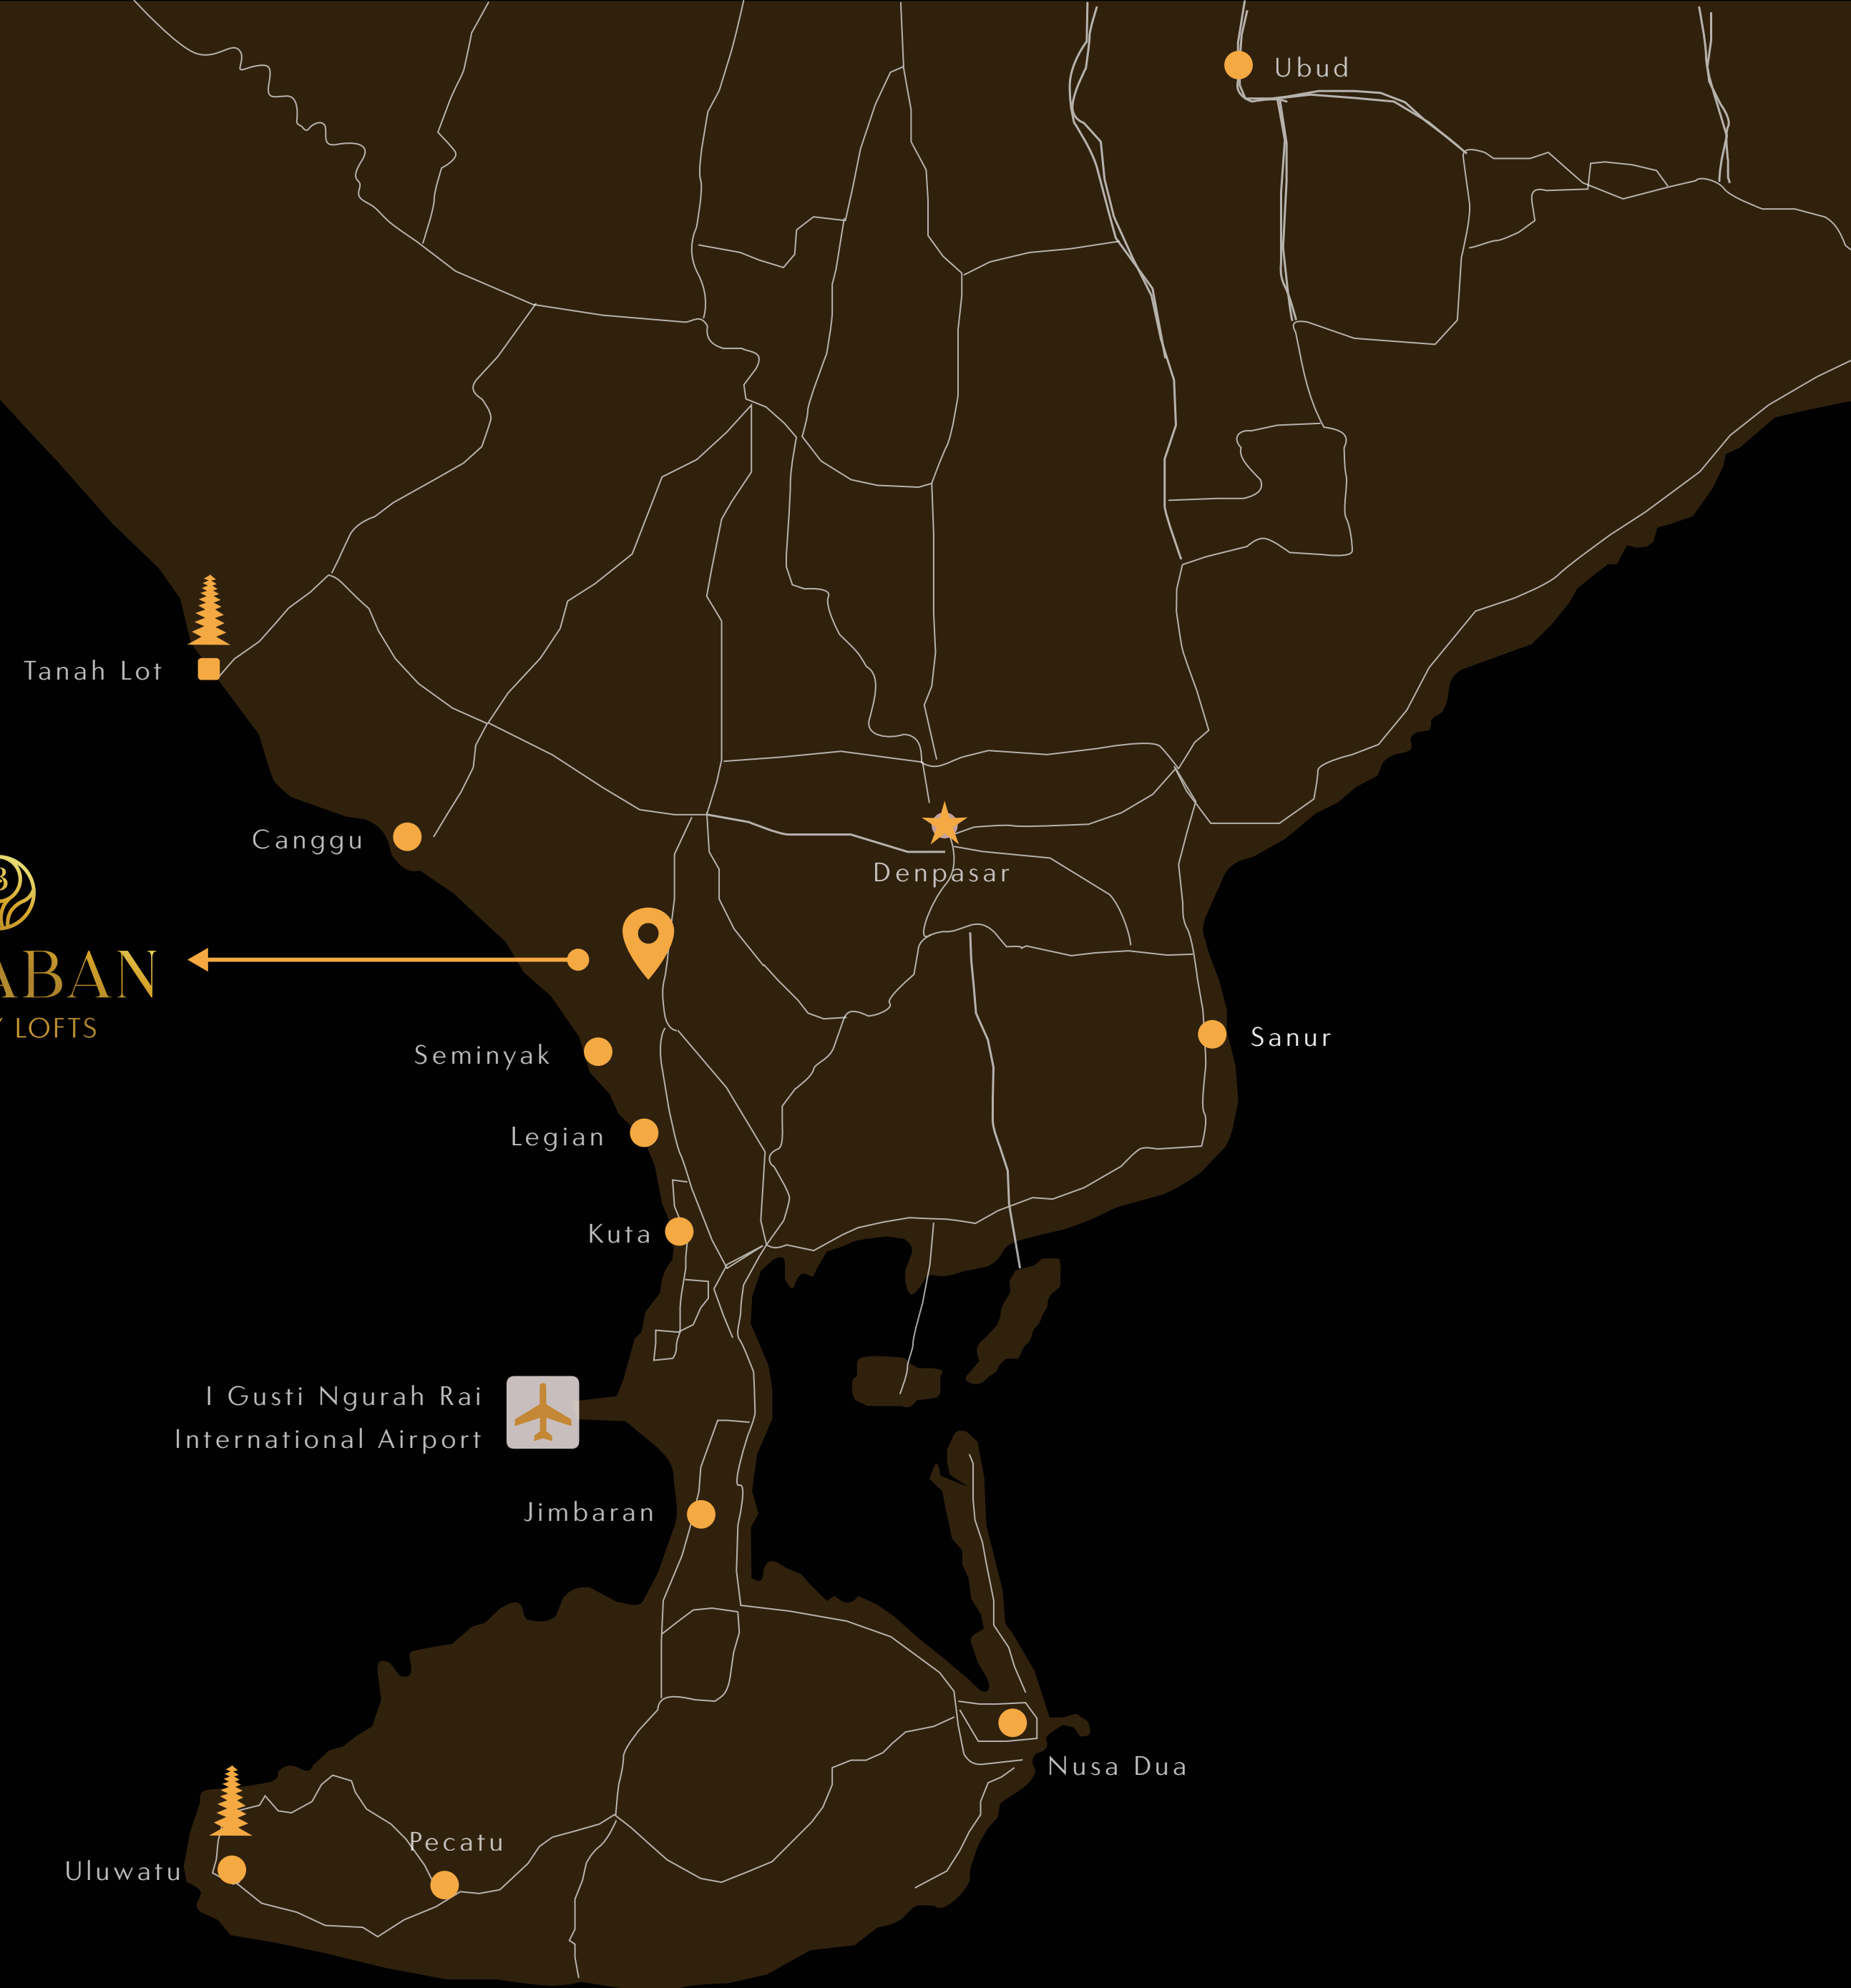 Ubud
Tanah Lot
Canggu
Denpasar
LOFTS
Sanur
Seminyak
Legian
Kuta
I Gusti Ngurah Rai
International Airport
Jimbaran
Nusa Dua
Pecatu
Uluwatu